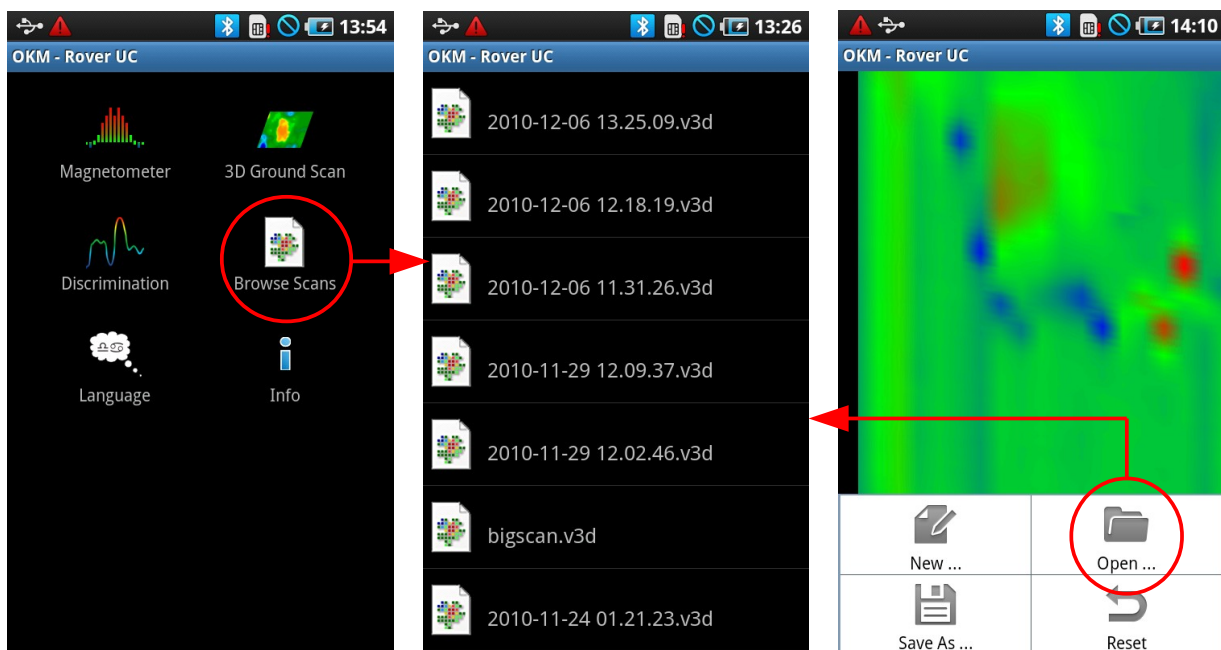 13:54
OKM - Rover UC
Magnetometer
3D Ground Scan
Discrimination
Browse Scans
Language
Info
13:26
OKM - Rover UC
2010-12-06 13.25.09.v3d
2010-12-06 12.18.19.v3d
2010-12-06 11.31.26.v3d
2010-11-29 12.09.37.v3d
2010-11-29 12.02.46.v3d
bigscan.v3d
2010-11-24 01.21.23.v3d
14:10
OKM - Rover UC
New ...
Open ...
Save As ...
Reset